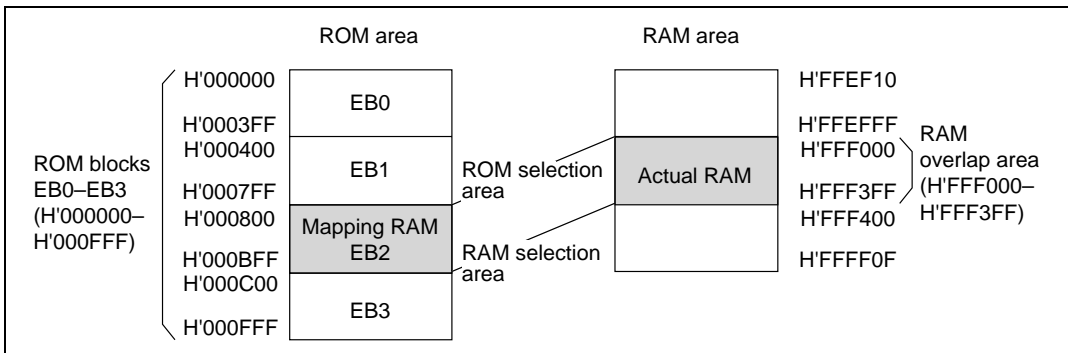 ROM area
RAM area
ROM blocks
EB0–EB3
(H'000000–
H'000FFF)
H'000000
H'0003FF
H'000400
H'0007FF
H'000800
H'000BFF
H'000C00
H'000FFF
EB0
EB1
Mapping RAM
EB2
EB3
ROM selection
area
RAM selection
area
Actual RAM
H'FFEF10
H'FFEFFF
H'FFF000
H'FFF3FF
H'FFF400
H'FFFF0F
RAM
overlap area
(H'FFF000–
H'FFF3FF)